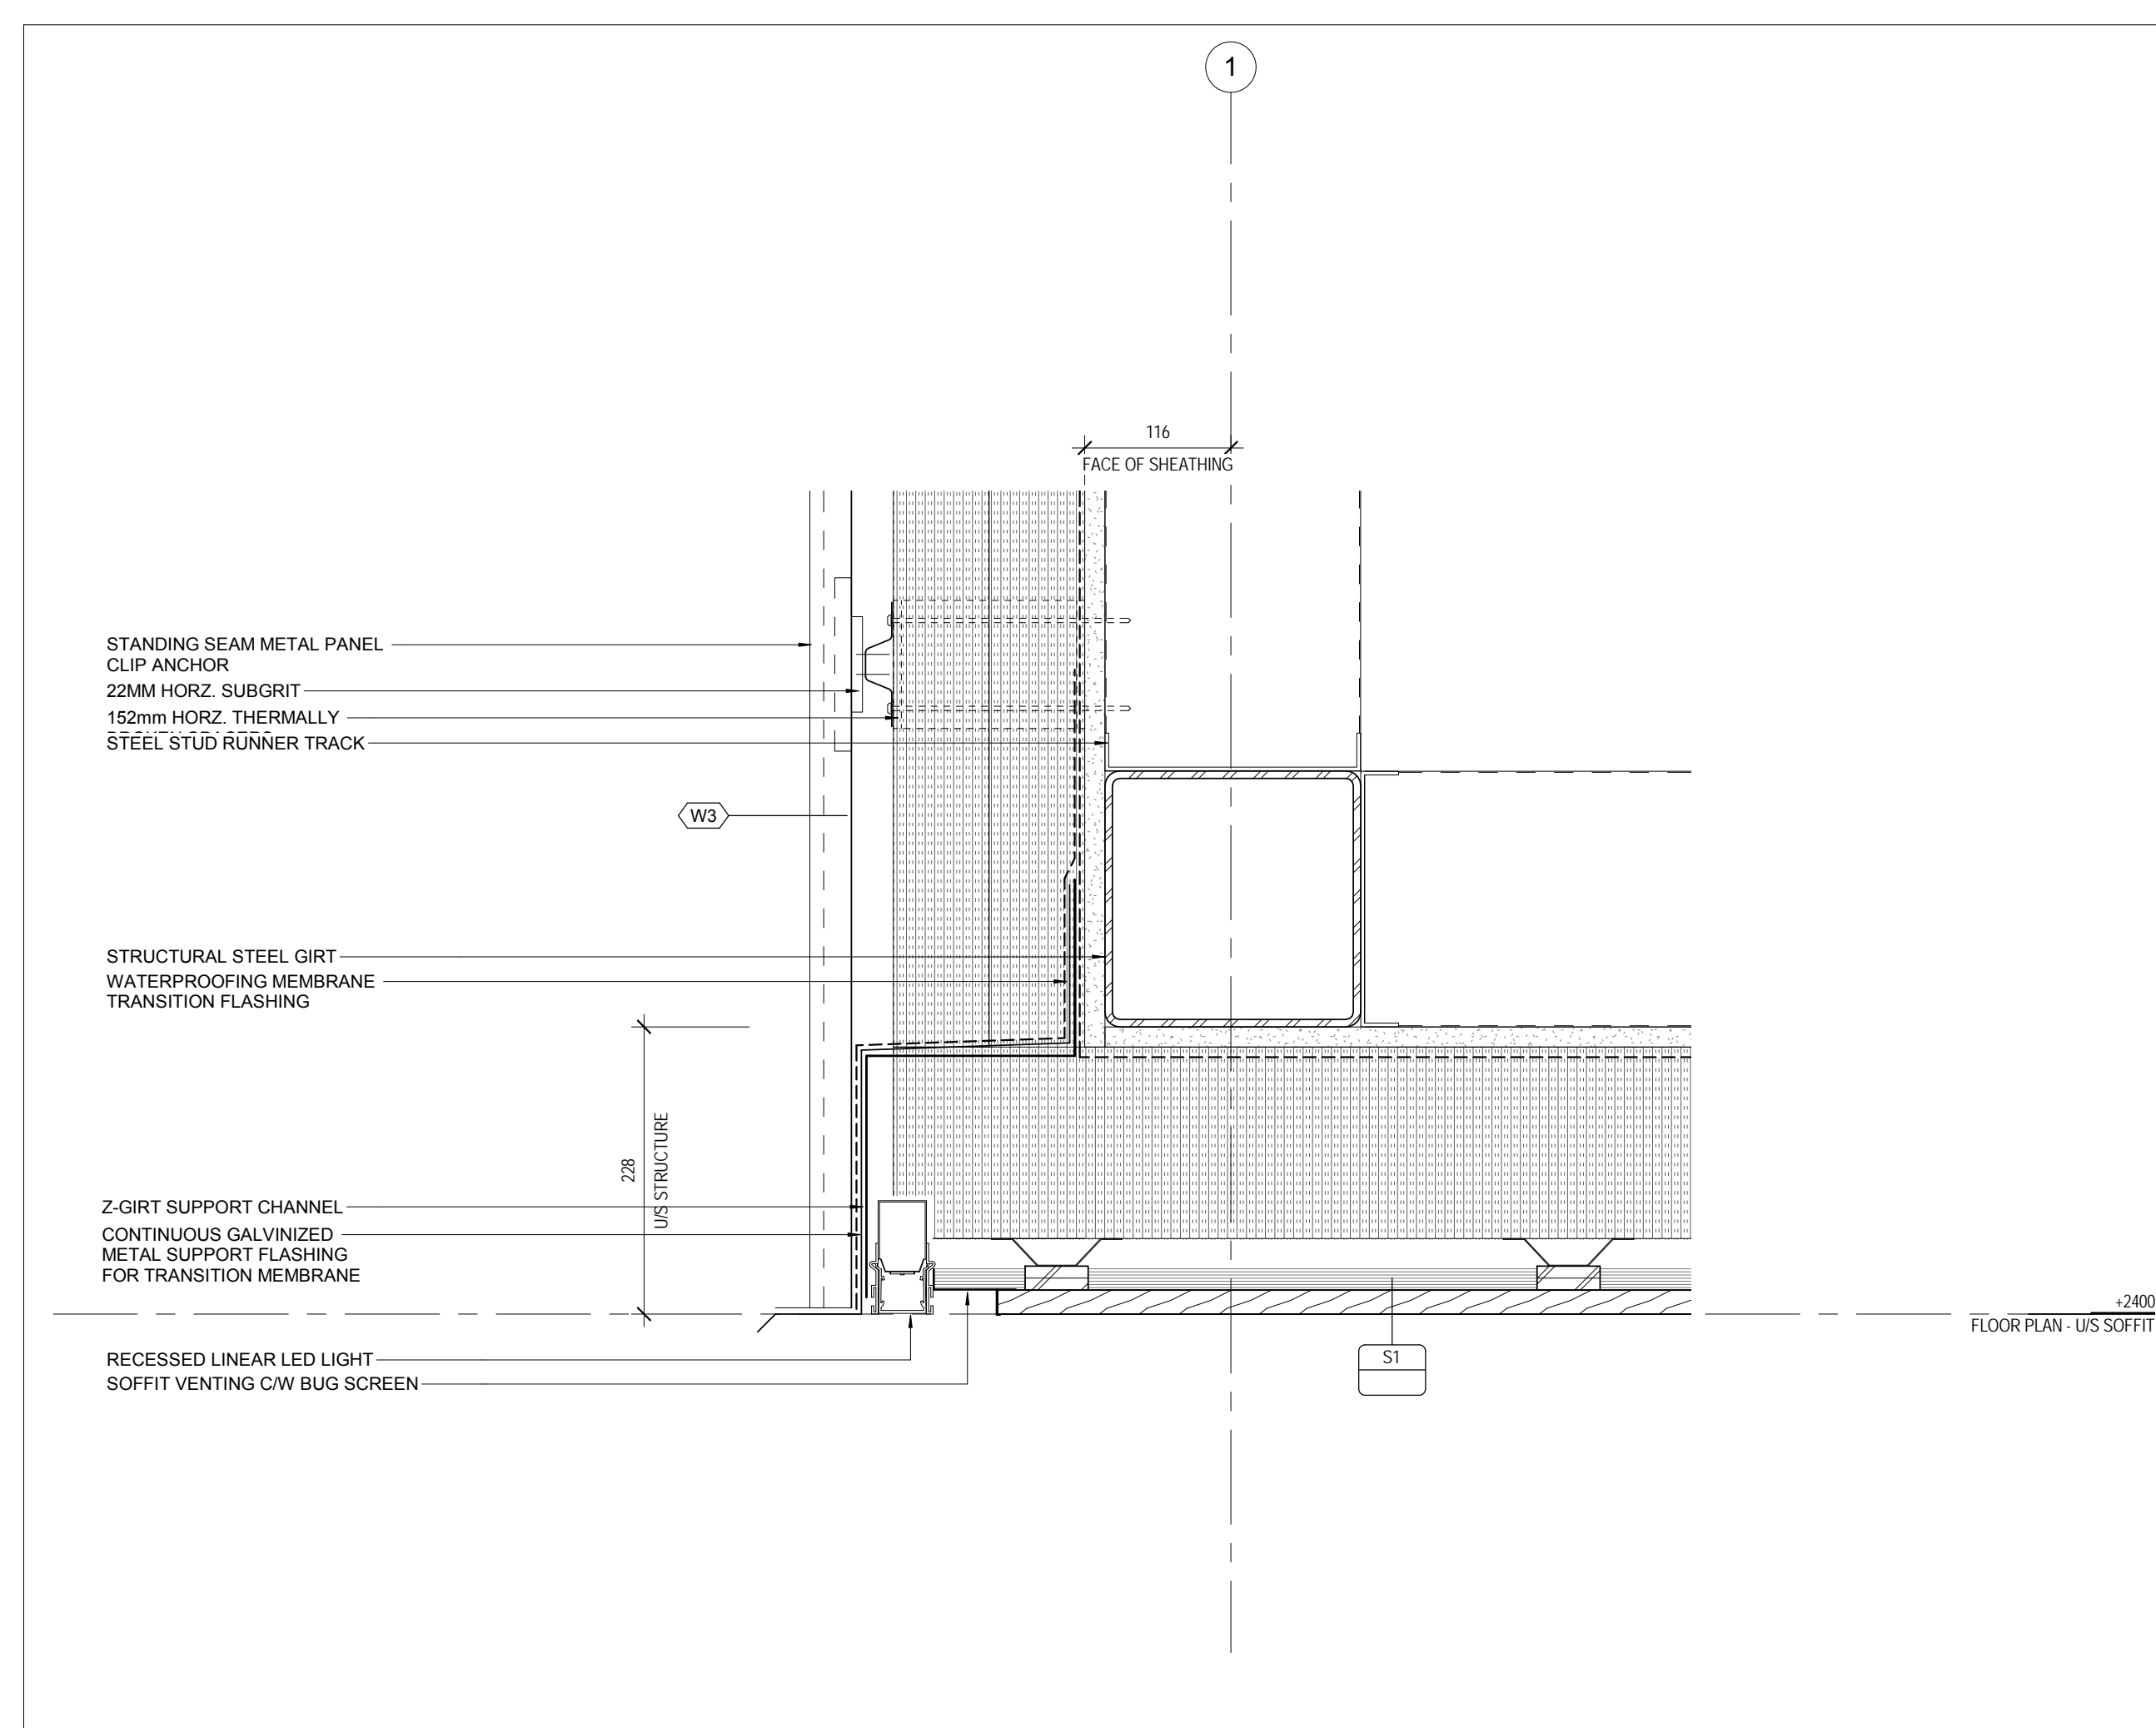 1
116
FACE OF SHEATHING
STANDING SEAM METAL PANEL
CLIP ANCHOR
22MM HORZ. SUBGRIT
152mm HORZ. THERMALLY
STEEL STUD RUNNER TRACK
W3
STRUCTURAL STEEL GIRT
WATERPROOFING MEMBRANE
TRANSITION FLASHING
228
U/S STRUCTURE
Z-GIRT SUPPORT CHANNEL
CONTINUOUS GALVINIZED
METAL SUPPORT FLASHING
FOR TRANSITION MEMBRANE
+2400
FLOOR PLAN - U/S SOFFIT
RECESSED LINEAR LED LIGHT
SOFFIT VENTING C/W BUG SCREEN
S1